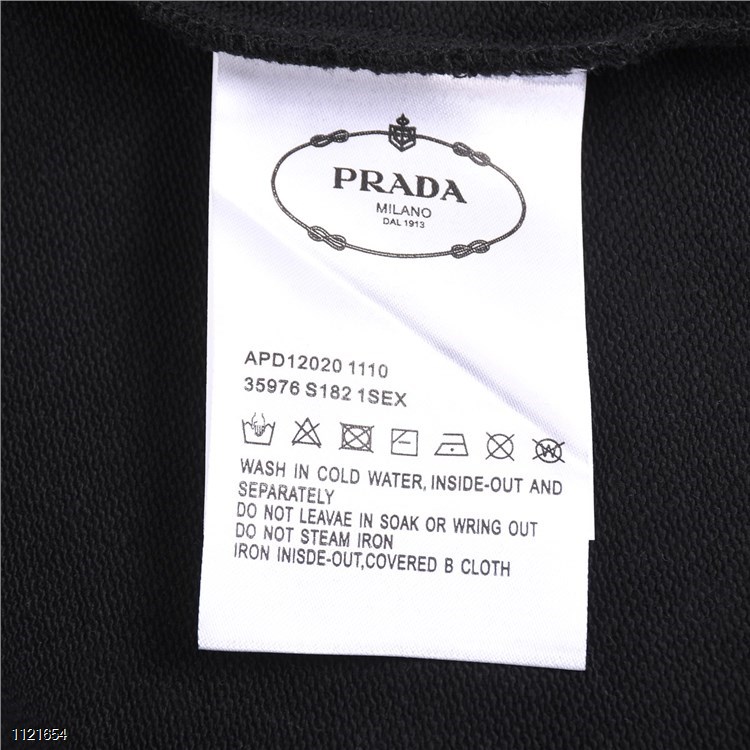 PRADA
MILANO
DAL 1913
APD12020 1110
35976 S182 1SEX
W
WASH IN COLD WATER, INSIDE-OUT AND
SEPARATELY
DO NOT LEAVAE IN SOAK OR WRING OUT
DO NOT STEAM IRON
IRON INISDE-OUT,COVERED B CLOTH
1121654